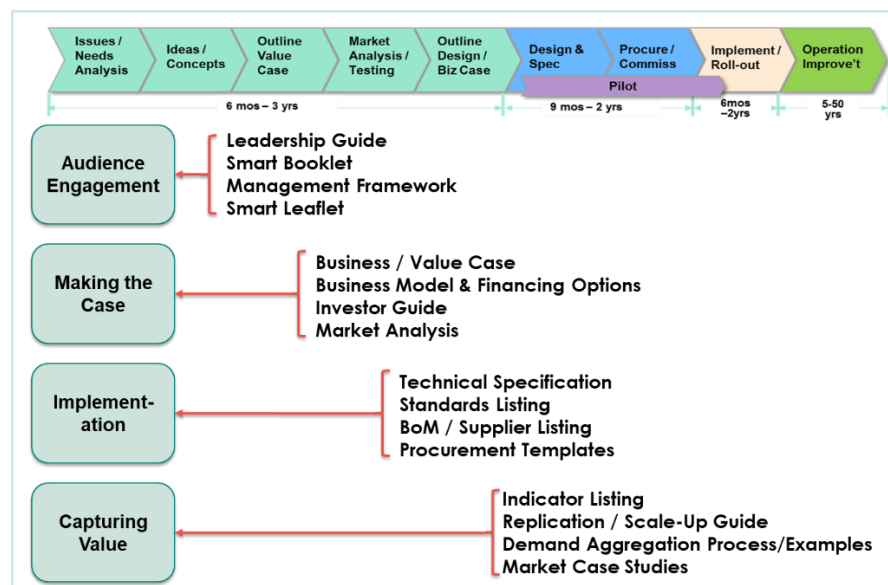 Issues /
Needs
Analysis
Ideas /
Concepts
Outline
Value
Case
Market
Analysis /
Testing
Outline
Design /
Biz Case
Design &
Spec
Procure /
Commiss
Implement /
Roll-out
Operation
Improve't
Pilot
6 mos – 3 yrs
9 mos – 2 yrs
6mos
–2yrs
5-50
yrs
Audience
Engagement
Leadership Guide
Smart Booklet
Management Framework
Smart Leaflet
Making the
Case
Business / Value Case
Business Model & Financing Options
Investor Guide
Market Analysis
Implement-
ation
Technical Specification
Standards Listing
BoM / Supplier Listing
Procurement Templates
Capturing
Value
Indicator Listing
Replication / Scale-Up Guide
Demand Aggregation Process/Examples
Market Case Studies